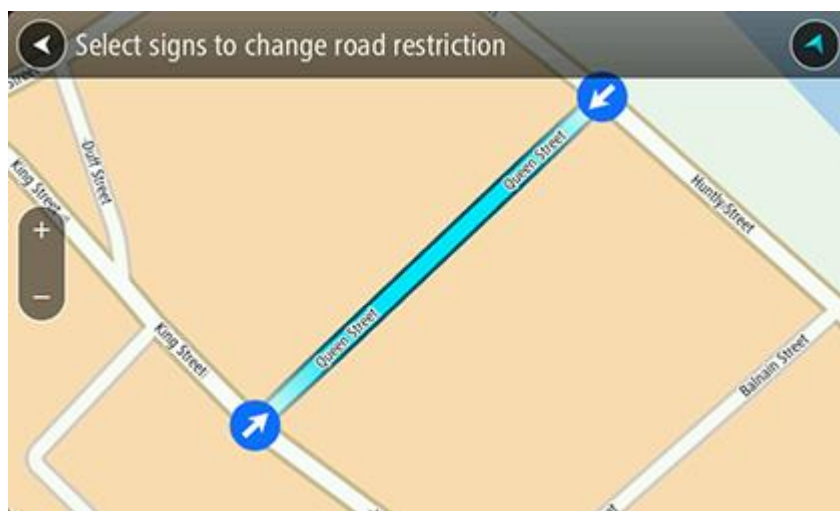 Select signs to change road restriction
Street
Duff Street
King Street
Queen Street
Huntly Street
+
−
Queen Street
King Street
Balnain Street